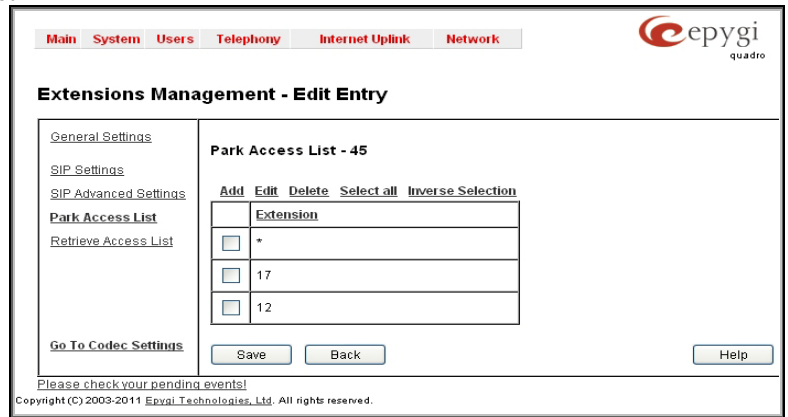 Main System Users Telephony Internet Uplink Network
epygi
quadro
Extensions Management - Edit Entry
General Settings
SIP Settings
SIP Advanced Settings
Park Access List
Retrieve Access List
Go To Codec Settings
Park Access List - 45
Add Edit Delete Select all Inverse Selection
Extension
*
17
12
Save Back Help
Please check your pending events!
Copyright (C) 2003-2011 Epygi Technologies, Ltd. All rights reserved.